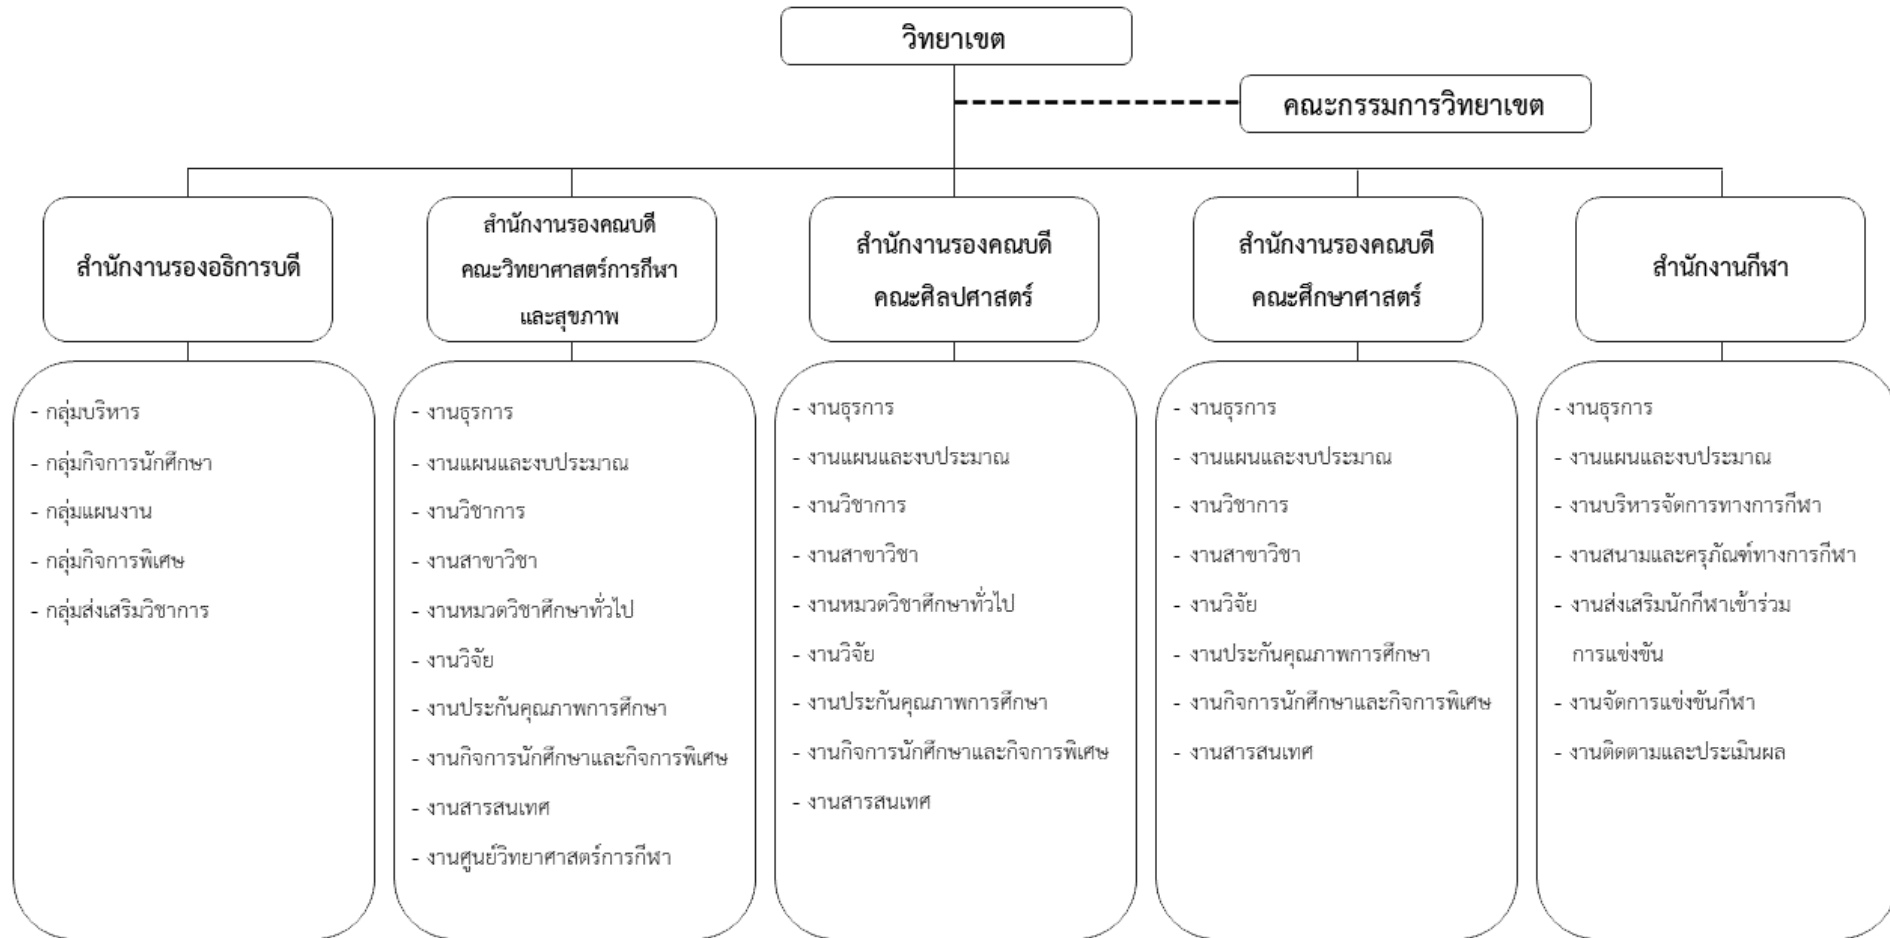 วิทยาเขต
คณะกรรมการวิทยาเขต
สำนักงานรองอธิการบดี
- กลุ่มบริหาร
- กลุ่มกิจการนักศึกษา
- กลุ่มแผนงาน
- กลุ่มกิจการพิเศษ
- กลุ่มส่งเสริมวิชาการ
สำนักงานรองคณบดี
คณะวิทยาศาสตร์การกีฬา
และสุขภาพ
- งานธุรการ
- งานแผนและงบประมาณ
- งานวิชาการ
- งานสาขาวิชา
- งานหมวดวิชาศึกษาทั่วไป
- งานวิจัย
- งานประกันคุณภาพการศึกษา
- งานกิจการนักศึกษาและกิจการพิเศษ
- งานสารสนเทศ
- งานศูนย์วิทยาศาสตร์การกีฬา
สำนักงานรองคณบดี
คณะศิลปศาสตร์
- งานธุรการ
- งานแผนและงบประมาณ
- งานวิชาการ
- งานสาขาวิชา
- งานหมวดวิชาศึกษาทั่วไป
- งานวิจัย
- งานประกันคุณภาพการศึกษา
- งานกิจการนักศึกษาและกิจการพิเศษ
- งานสารสนเทศ
สำนักงานรองคณบดี
คณะศึกษาศาสตร์
- งานธุรการ
- งานแผนและงบประมาณ
- งานวิชาการ
- งานสาขาวิชา
- งานวิจัย
- งานประกันคุณภาพการศึกษา
- งานกิจการนักศึกษาและกิจการพิเศษ
- งานสารสนเทศ
สำนักงานกีฬา
- งานธุรการ
- งานแผนและงบประมาณ
- งานบริหารจัดการทางการกีฬา
- งานสนามและครุภัณฑ์ทางการกีฬา
- งานส่งเสริมนักกีฬาเข้าร่วม
การแข่งขัน
- งานจัดการแข่งขันกีฬา
- งานติดตามและประเมินผล